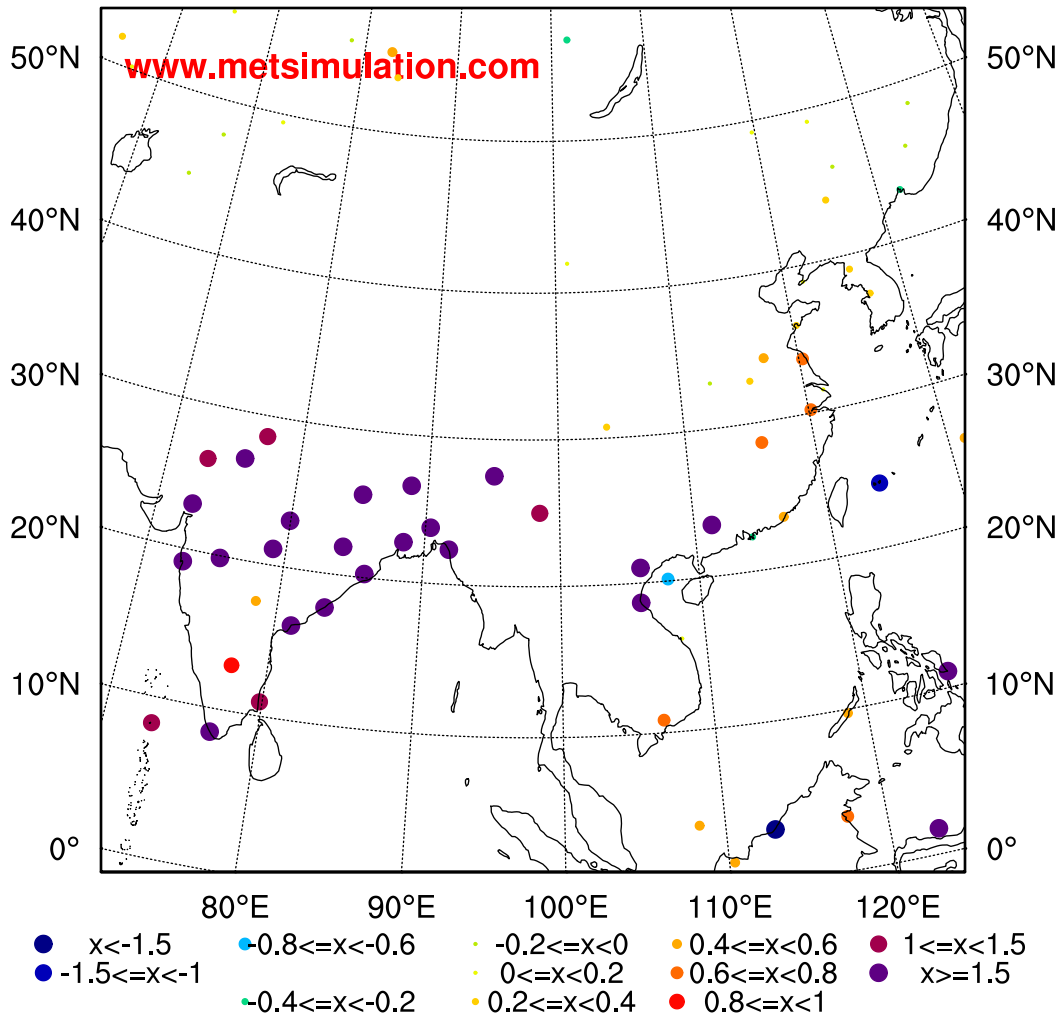 50°N 50°N
www.metsimulation.com
40°N 40°N
30°N 30°N
20°N 20°N
10°N 10°N
0° 0°
80°E 90°E 100°E 110°E 120°E
x<-1.5 -0.8<=x<-0.6 -0.2<=x<0 0.4<=x<0.6 1<=x<1.5
-1.5<=x<-1 0<=x<0.2 0.6<=x<0.8 x>=1.5
-0.4<=x<-0.2 0.2<=x<0.4 0.8<=x<1